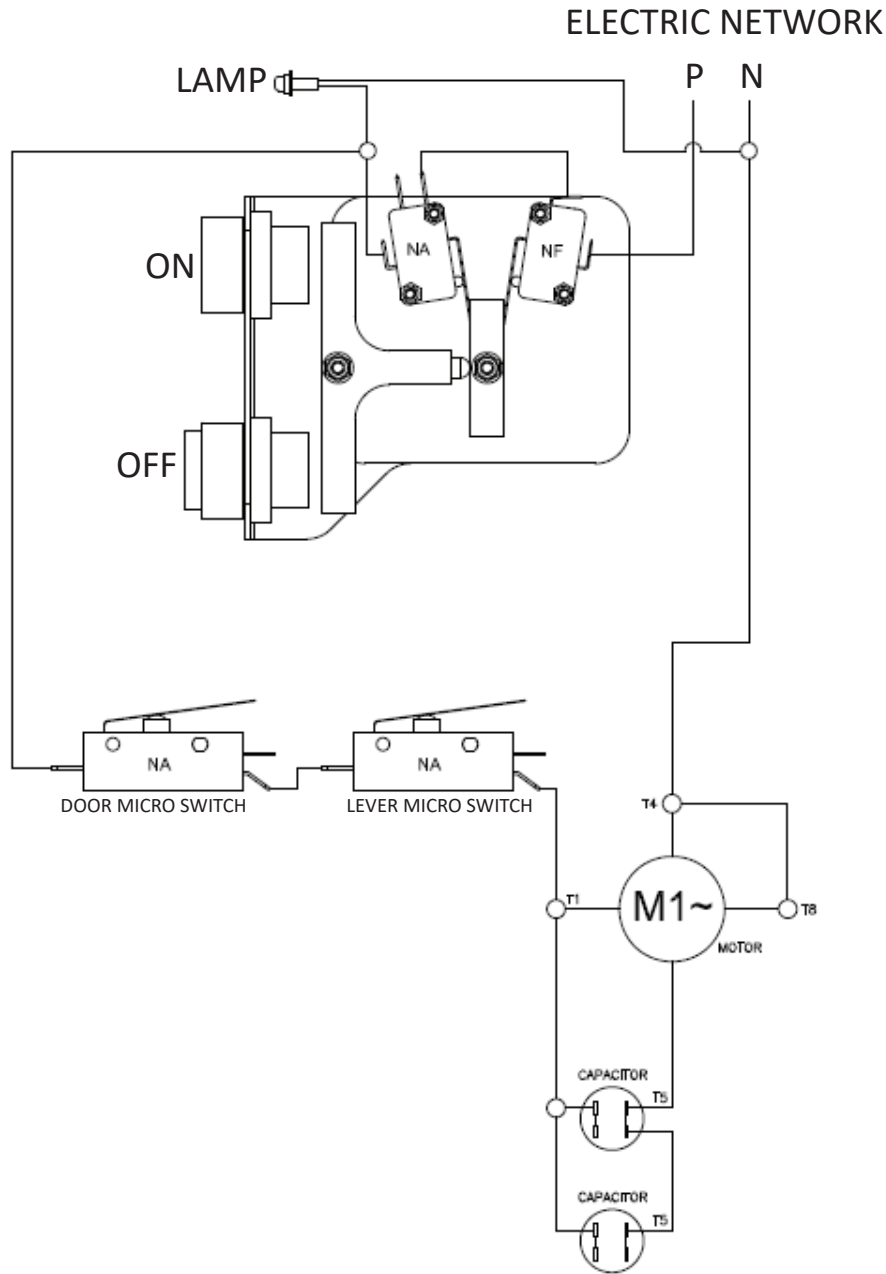 ELECTRIC NETWORK
LAMP P N
NA NF
ON
OFF
NA NA
DOOR MICRO SWITCH LEVER MICRO SWITCH
T4
T1 M1~ T8
MOTOR
CAPACITOR
T5
CAPACITOR
T5